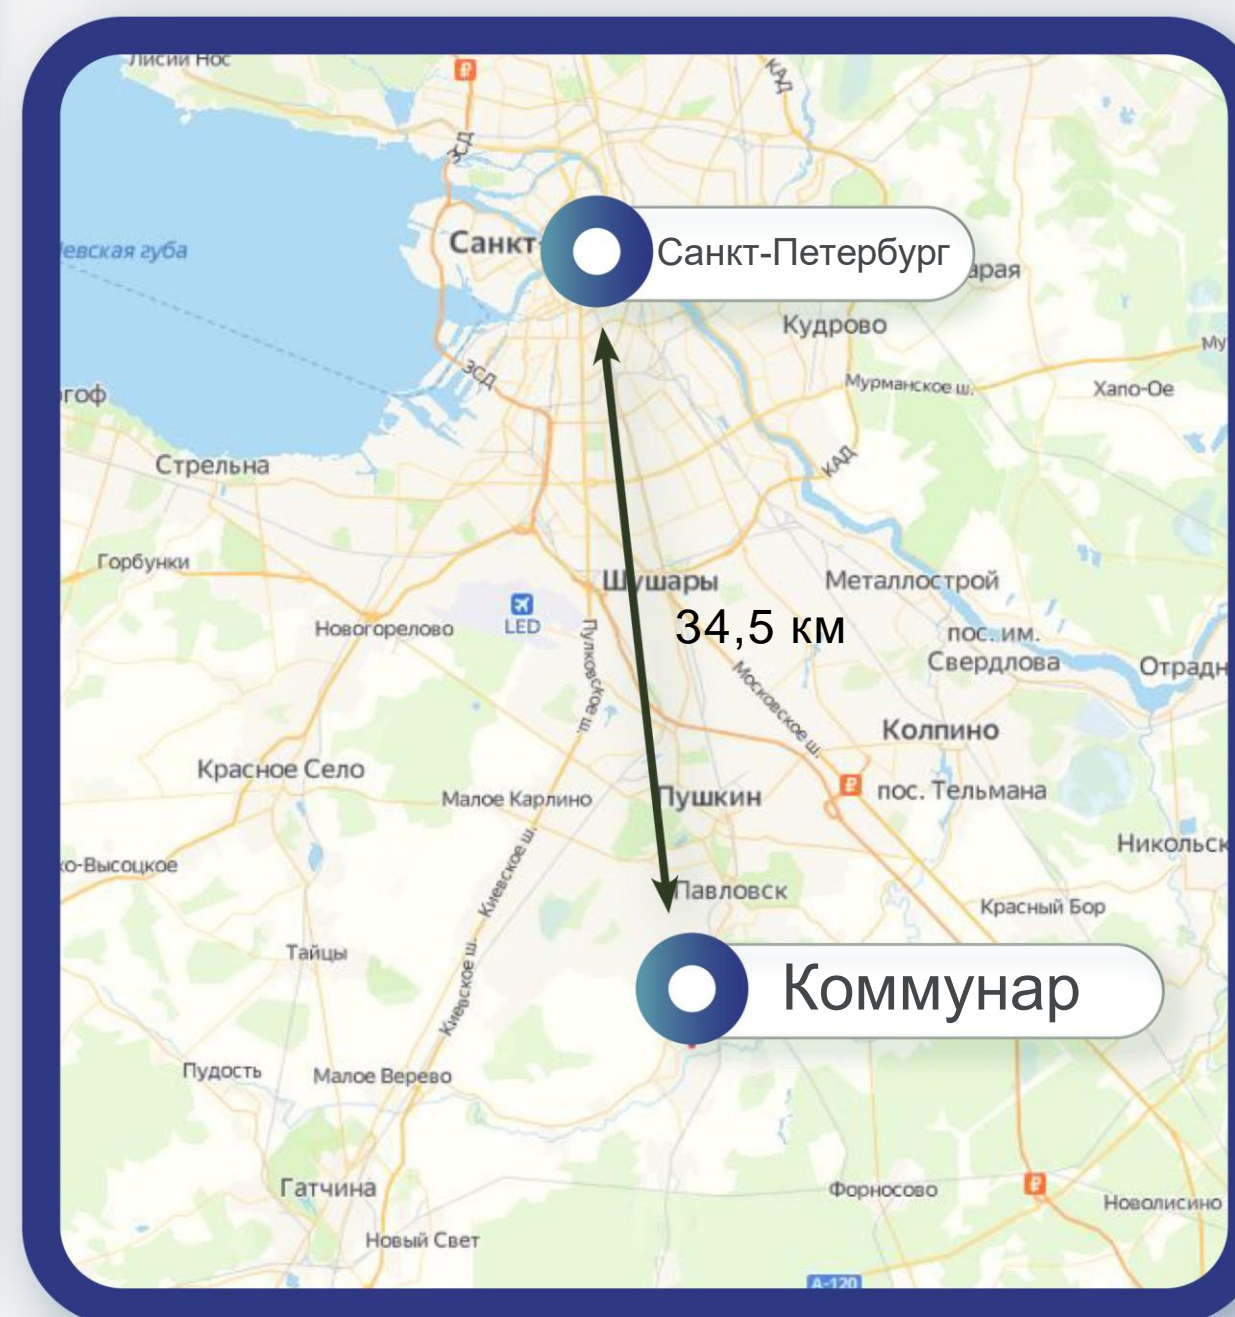 Лисий Нос
КАД
ЗСД
Санкт-
Санкт-Петербург
Невская губа
Кудрово
ЗСД
Мурманское ш.
Хапо-Ое
Стрельна
КАД
Горбунки
Шушары
Металлострой
LED
Новогорелово
34,5 км
пос. им.
Свердлова
Пулковское ш.
Отрадн
Московское ш.
Колпино
Красное Село
Малое Карлино
Пушкин
пос. Тельмана
Никольск
Киевское ш.
Павловск
Красный Бор
Тайцы
Киевское ш.
Коммунар
Пудость
Малое Верево
Гатчина
Форносово
Новолисино
Новый Свет
А-120